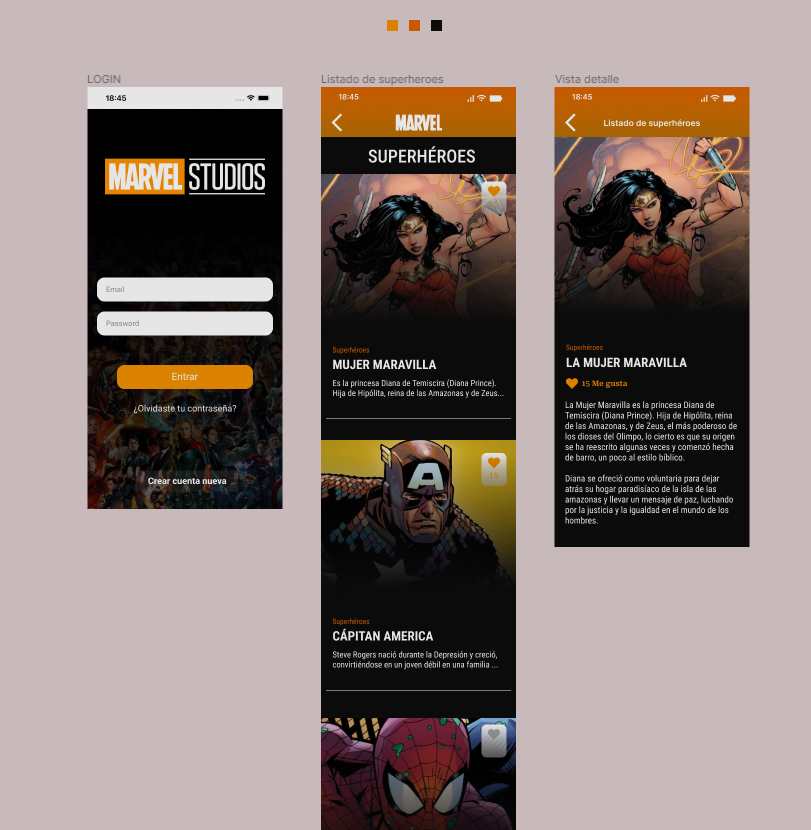 LOGIN
18:45
MARVEL STUDIOS
Email
Password
Entrar
¿Olvidaste tu contraseña?
Crear cuenta nueva
Listado de superheroes
18:45
MARVEL
SUPERHÉROES
Superhéroes
MUJER MARAVILLA
Es la princesa Diana de Temiscira (Diana Prince).
Hija de Hipólita, reina de las Amazonas y de Zeus...
A
15
Superhéroes
CÁPITAN AMERICA
Steve Rogers nació durante la Depresión y creció,
convirtiéndose en un joven débil en una familia ...
Vista detalle
18:45
Listado de superhéroes
Superhéroes
LA MUJER MARAVILLA
15 Me gusta
La Mujer Maravilla es la princesa Diana de
Temiscira (Diana Prince). Hija de Hipólita, reina
de las Amazonas, y de Zeus, el más poderoso de
los dioses del Olimpo, lo cierto es que su origen
se ha reescrito algunas veces y comenzó hecha
de barro, un poco al estilo bíblico.
Diana se ofreció como voluntaria para dejar
atrás su hogar paradisíaco de la isla de las
amazonas y llevar un mensaje de paz, luchando
por la justicia y la igualdad en el mundo de los
hombres.